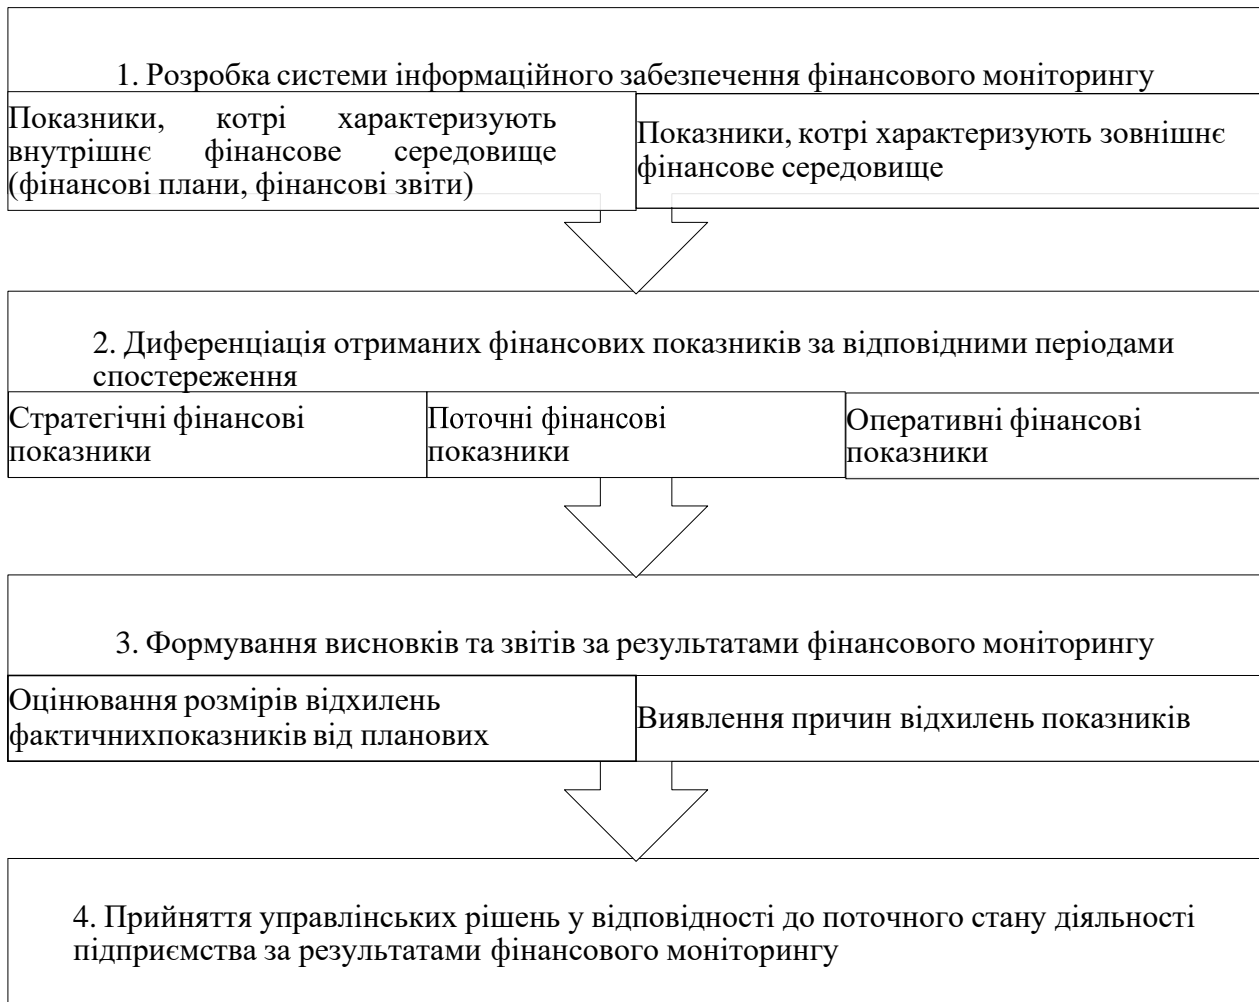 1. Розробка системи інформаційного забезпечення фінансового моніторингу
Показники, котрі характеризують
внутрішнє фінансове середовище
(фінансові плани, фінансові звіти)
Показники, котрі характеризують зовнішнє
фінансове середовище
2. Диференціація отриманих фінансових показників за відповідними періодами
спостереження
Стратегічні фінансові
показники
Поточні фінансові
показники
Оперативні фінансові
показники
3. Формування висновків та звітів за результатами фінансового моніторингу
Оцінювання розмірів відхилень
фактичнихпоказників від планових
Виявлення причин відхилень показників
4. Прийняття управлінських рішень у відповідності до поточного стану діяльності
підприємства за результатами фінансового моніторингу